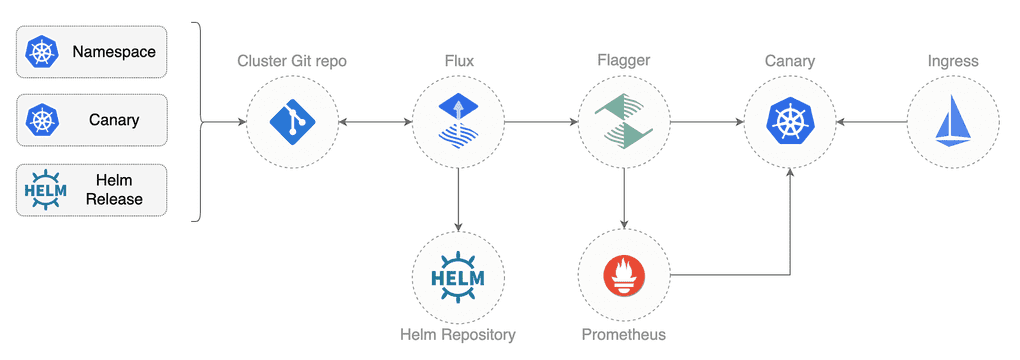 Namespace
Canary
HELM
Helm
Release
Cluster Git repo
Flux
Flagger
Canary
Ingress
HELM
Helm Repository
Prometheus